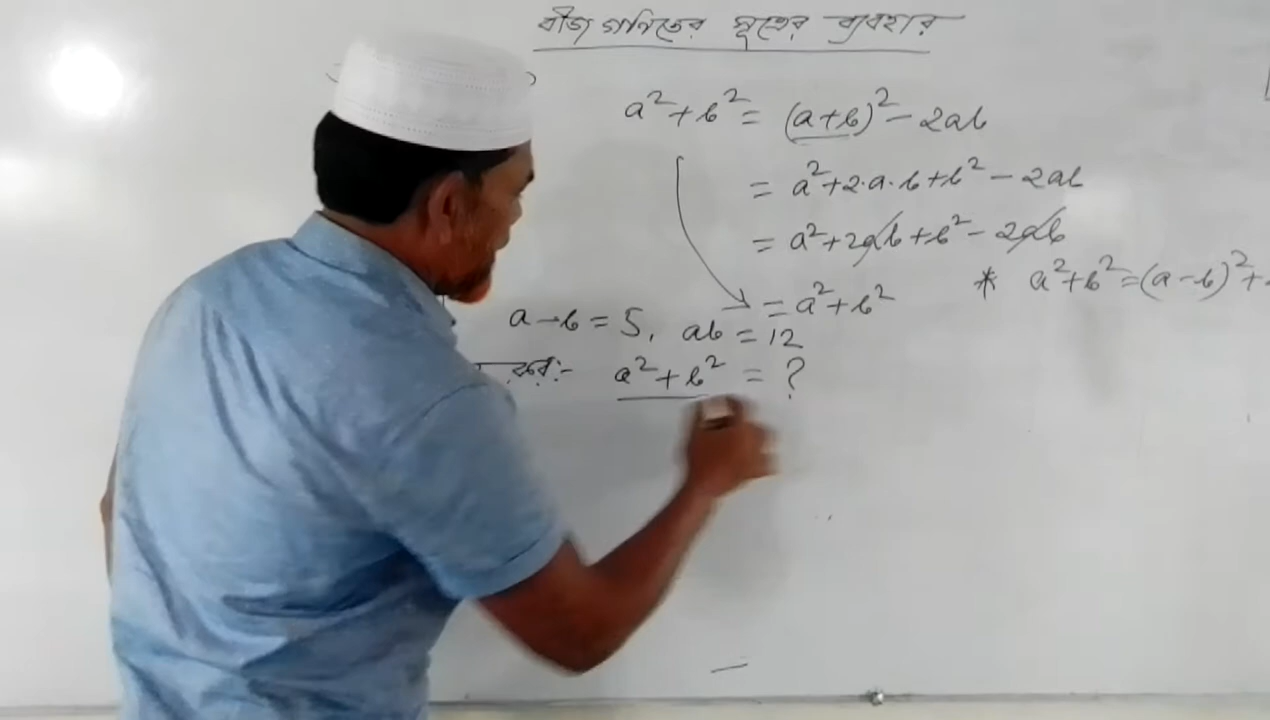 বীজ গণিতের সূত্রের ব্যবহার
a²+b² = (a+b)² - 2ab
= a²+2·a·b+b² - 2ab
= a²+2ab+b² - 2ab
= a²+b²
* a²+b²=(a-b)²+
a-b = 5, ab = 12
a²+b² = ?